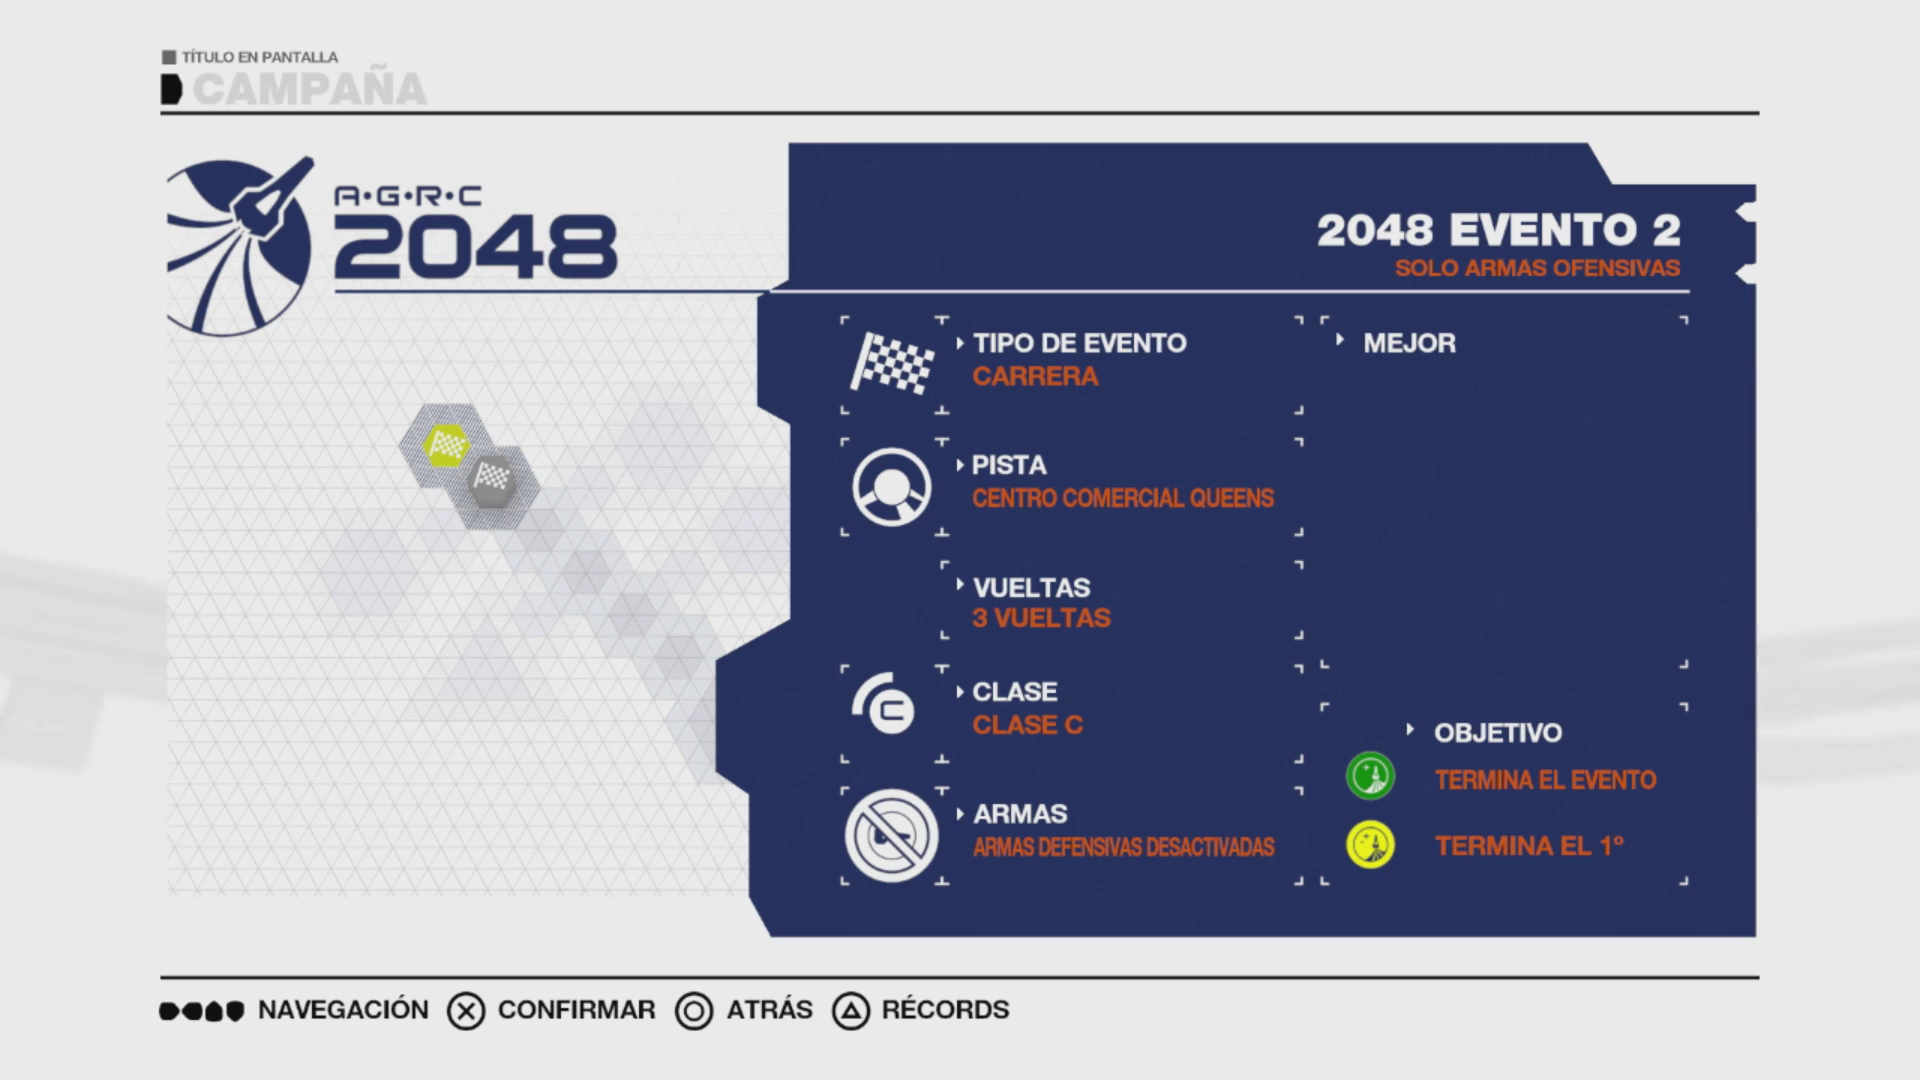 TÍTULO EN PANTALLA
CAMPAÑA
A·G·R·C
2048
2048 EVENTO 2
SOLO ARMAS OFENSIVAS
TIPO DE EVENTO
CARRERA
PISTA
CENTRO COMERCIAL QUEENS
VUELTAS
3 VUELTAS
C
CLASE
CLASE C
ARMAS
ARMAS DEFENSIVAS DESACTIVADAS
MEJOR
OBJETIVO
TERMINA EL EVENTO
TERMINA EL 1º
NAVEGACIÓN CONFIRMAR ATRÁS RÉCORDS